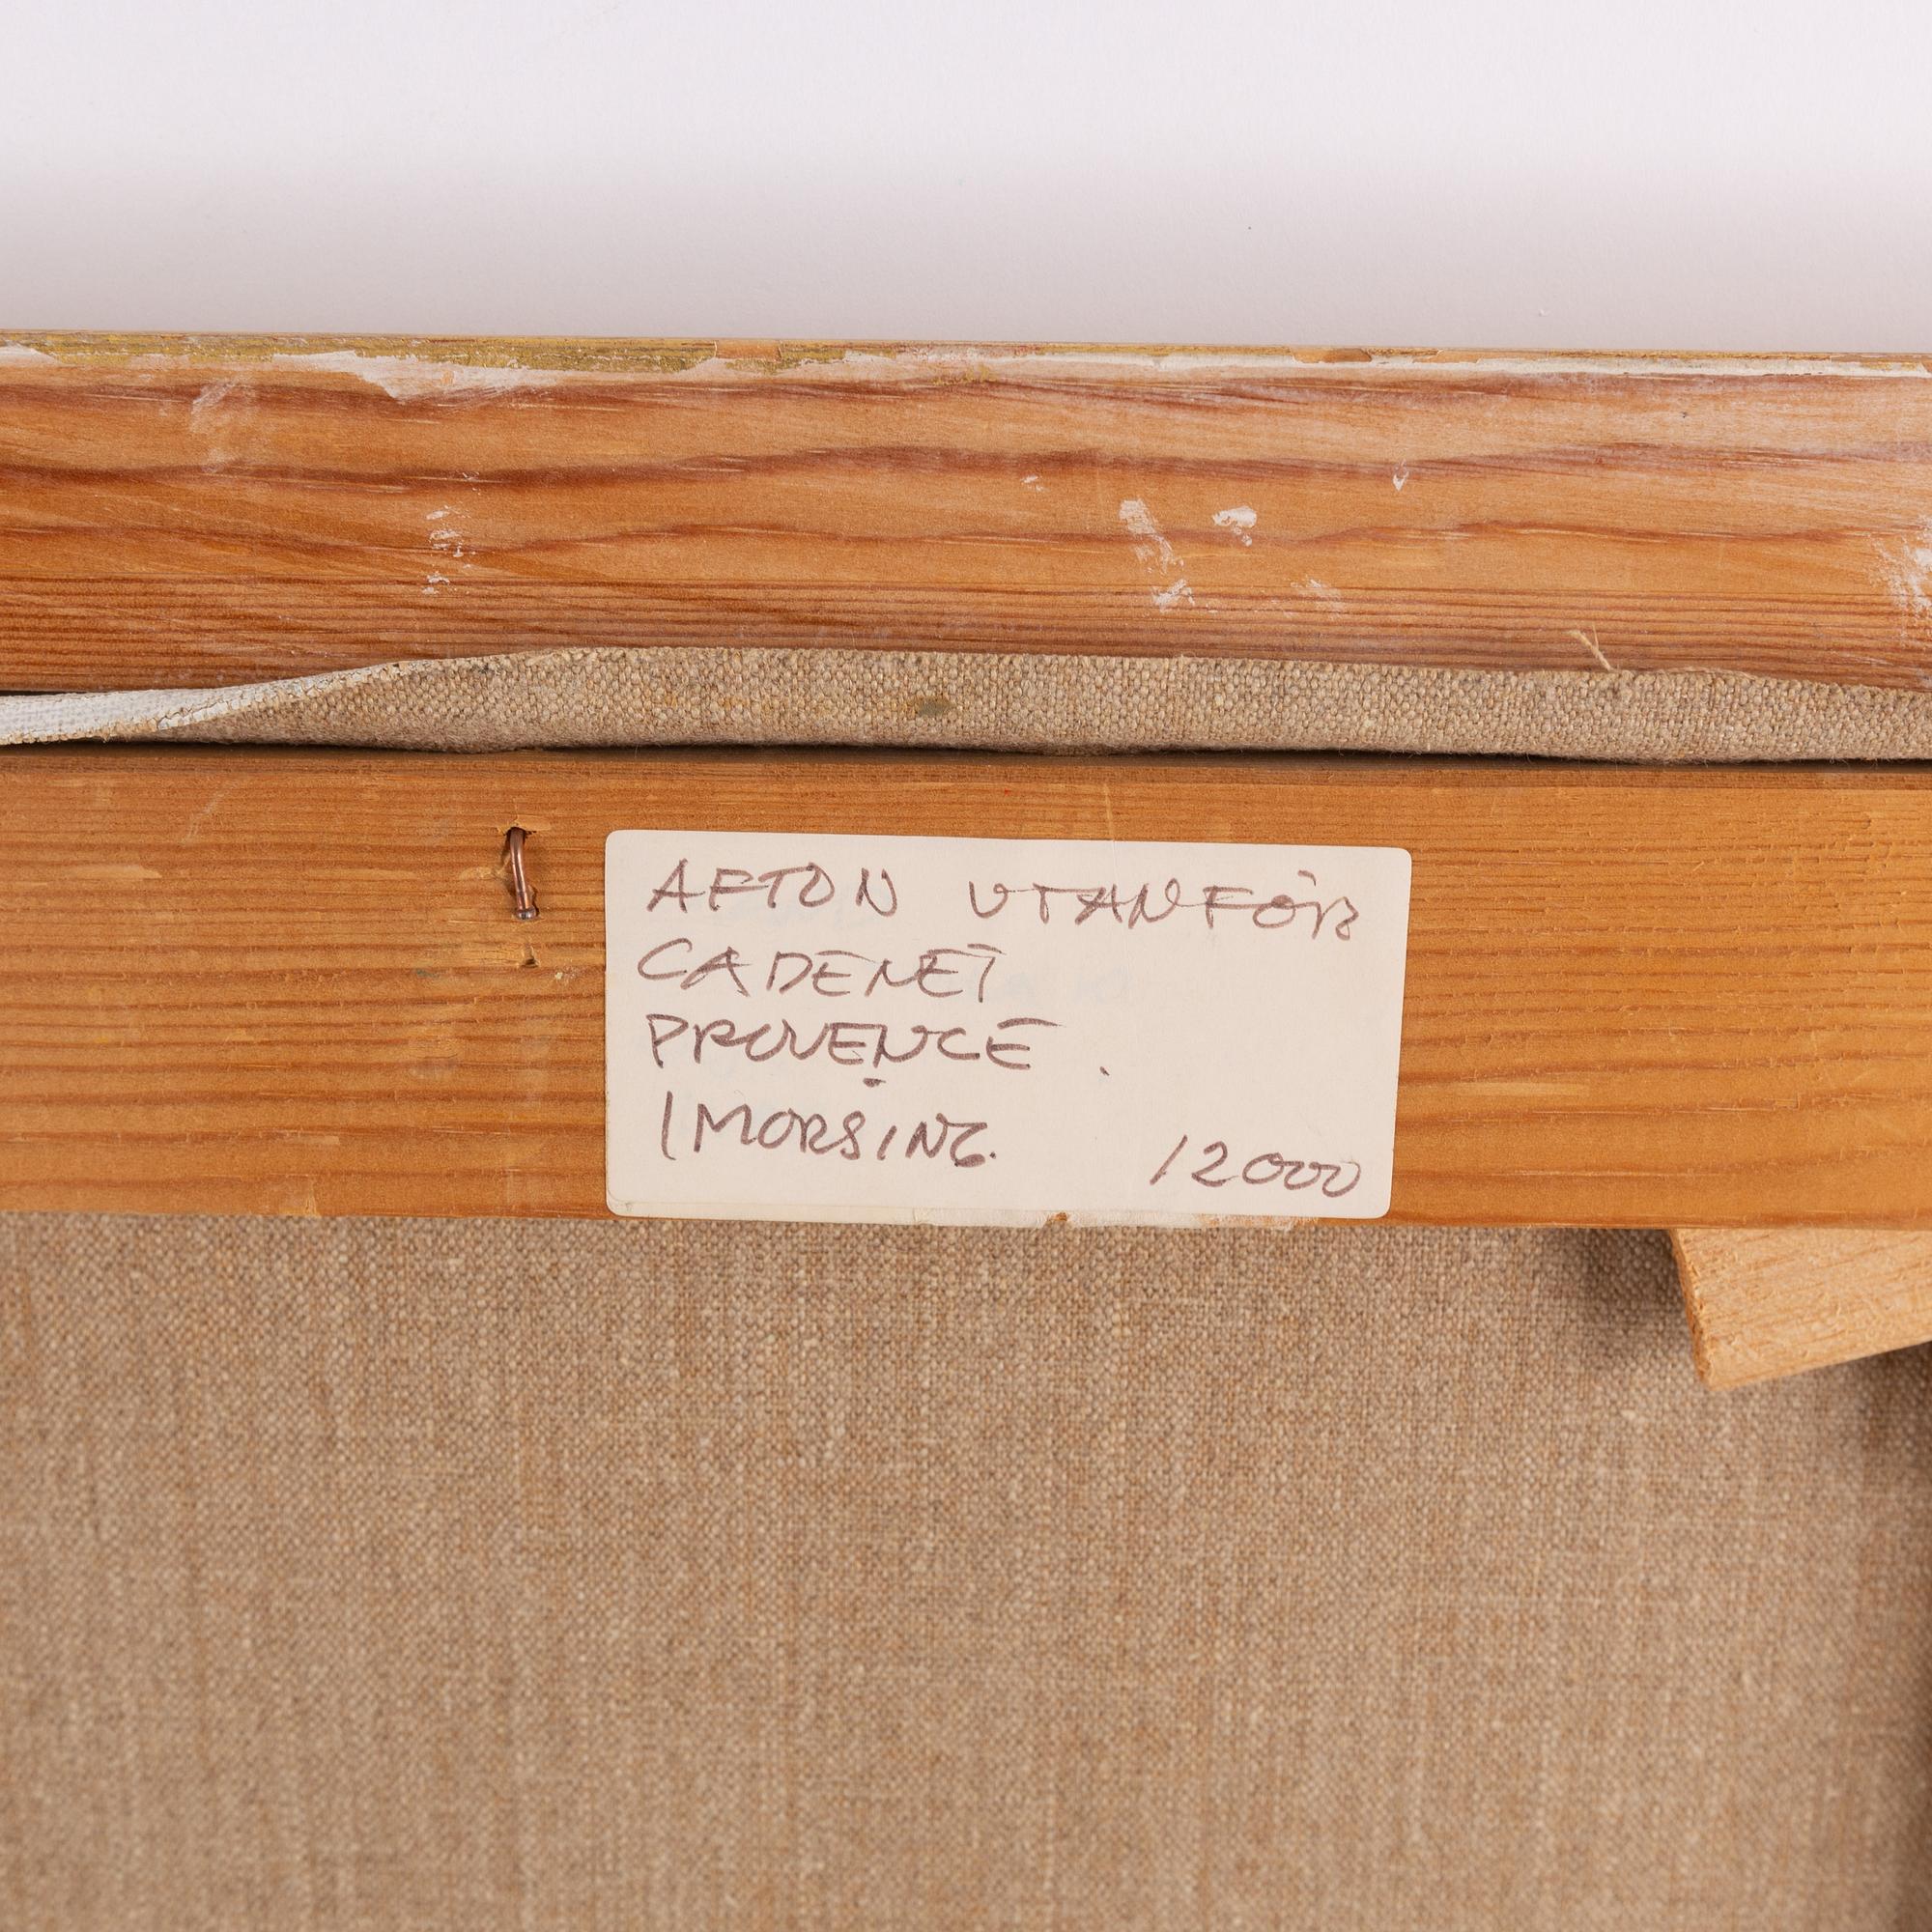 AFTON UTANFÖR
CADENET
PROVENCE.
I MORSING. 12000